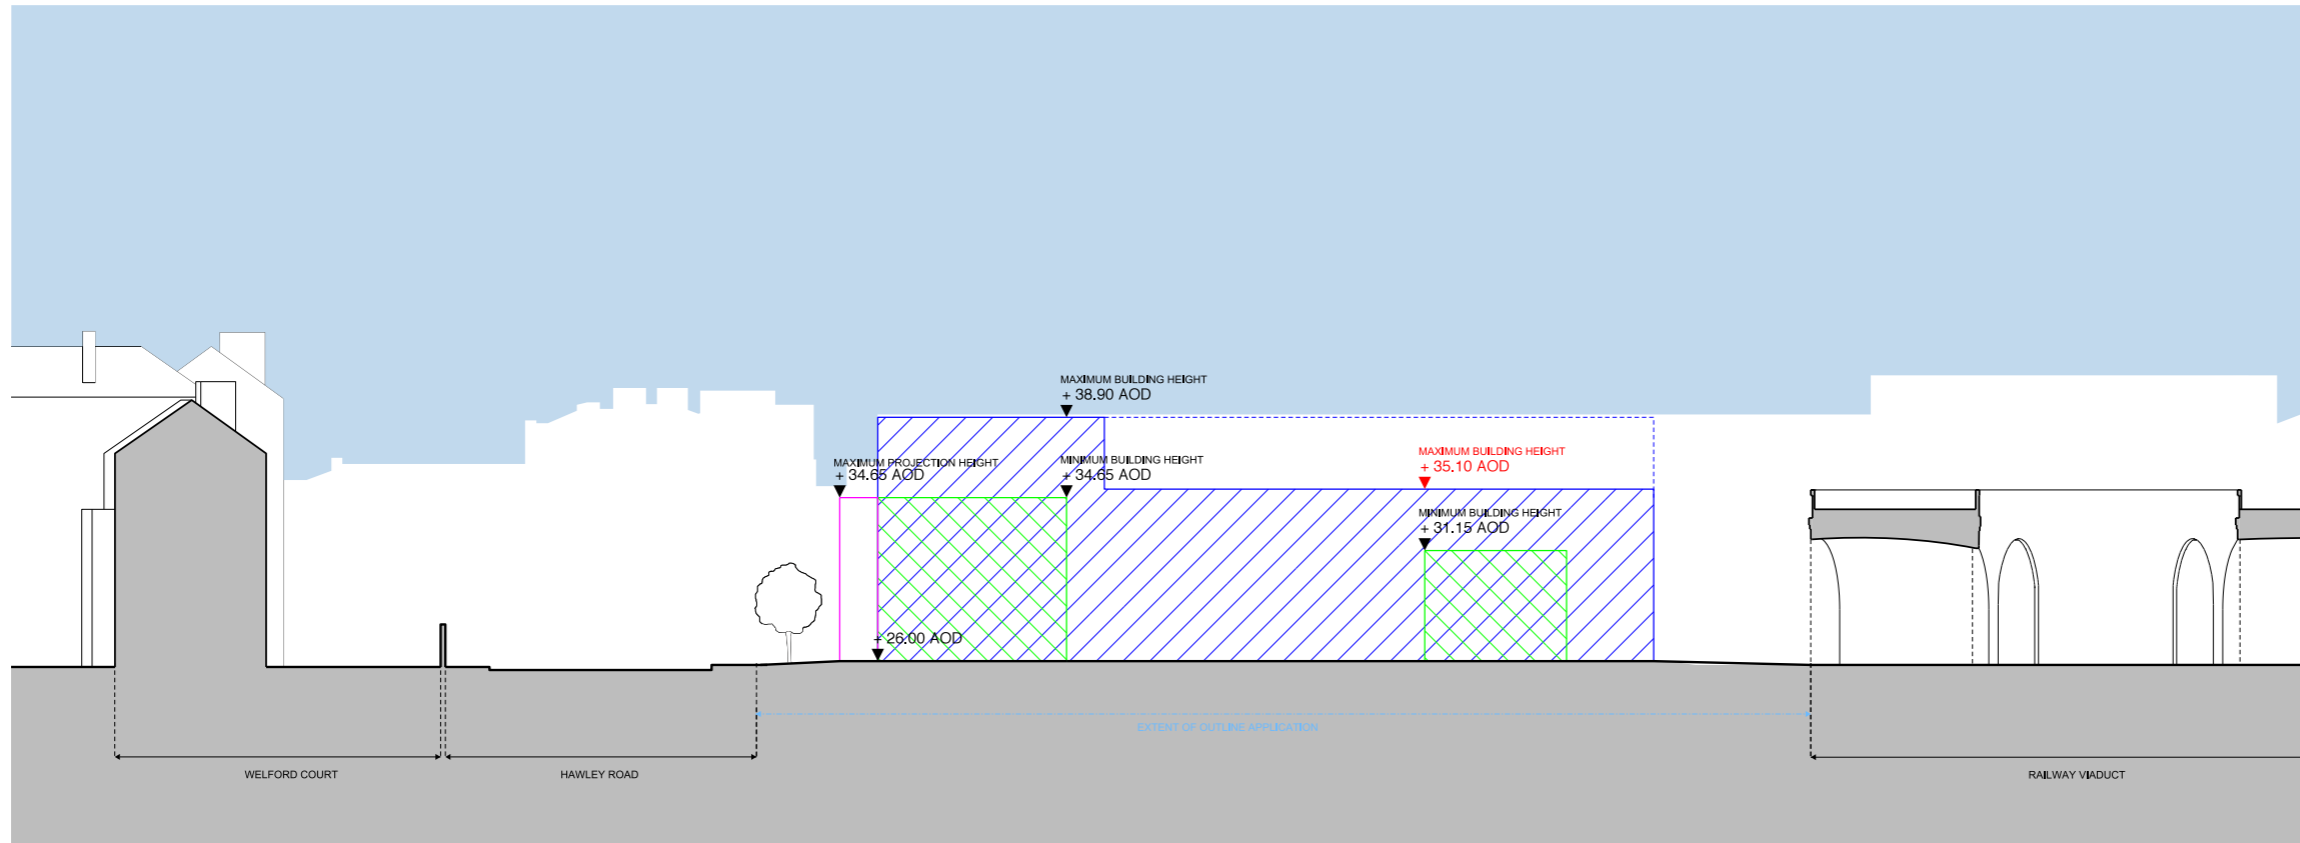 MAXIMUM BUILDING HEIGHT
+ 38.90 AOD
MAXIMUM PROJECTION HEIGHT
+ 34.65 AOD
MINIMUM BUILDING HEIGHT
+ 34.65 AOD
MAXIMUM BUILDING HEIGHT
+ 35.10 AOD
MINIMUM BUILDING HEIGHT
+ 31.15 AOD
+ 26.00 AOD
EXTENT OF OUTLINE APPLICATION
WELFORD COURT
HAWLEY ROAD
RAILWAY VIADUCT